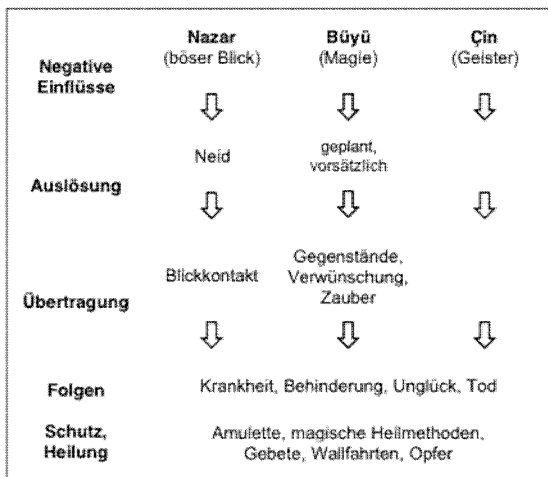 Nazar Büyü Çin
(böser Blick) (Magie) (Geister)
Negative
Einflüsse
Neid geplant,
vorsätzlich
Auslösung
Blickkontakt Gegenstände,
Verwünschung,
Zauber
Übertragung
Folgen Krankheit, Behinderung, Unglück, Tod
Schutz, Amulette, magische Heilmethoden,
Heilung Gebete, Wallfahrten, Opfer